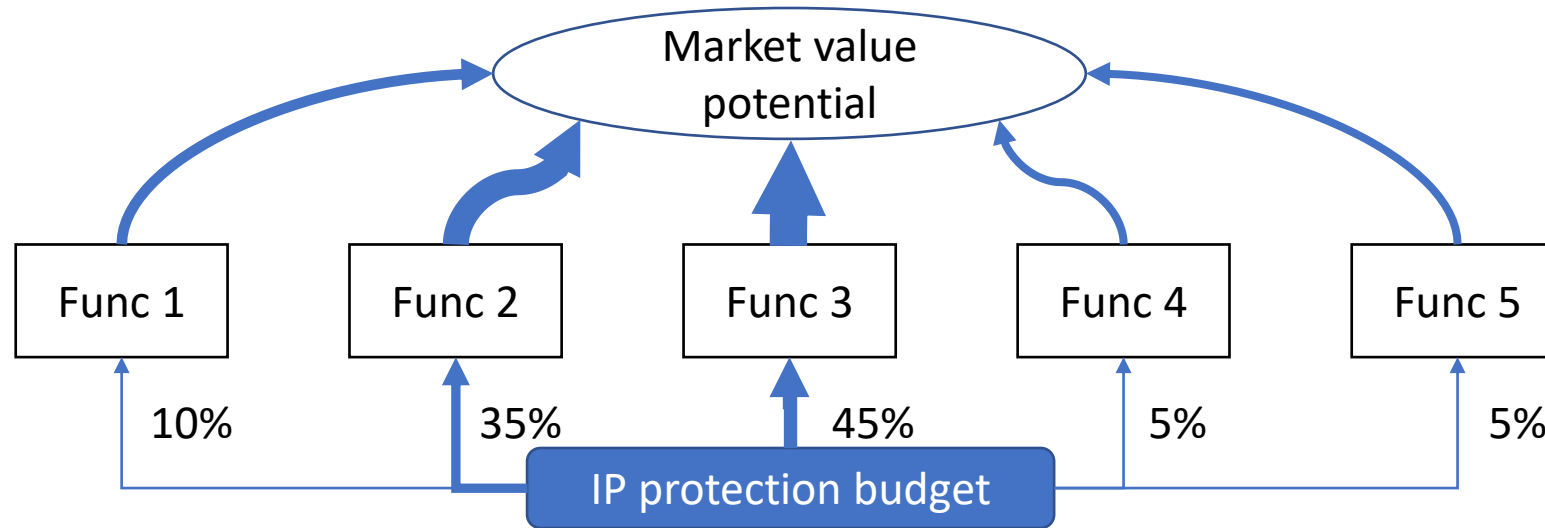 Market value
potential
Func 1
Func 2
Func 3
Func 4
Func 5
10%
35%
45%
5%
5%
IP protection budget